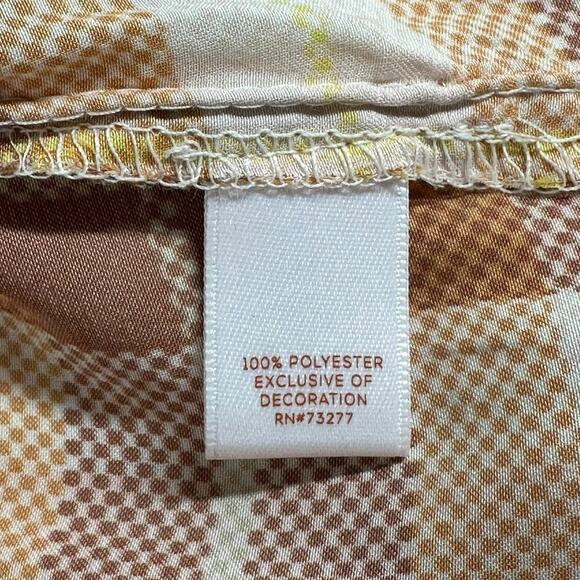 100% POLYESTER
EXCLUSIVE OF
DECORATION
RN#73277